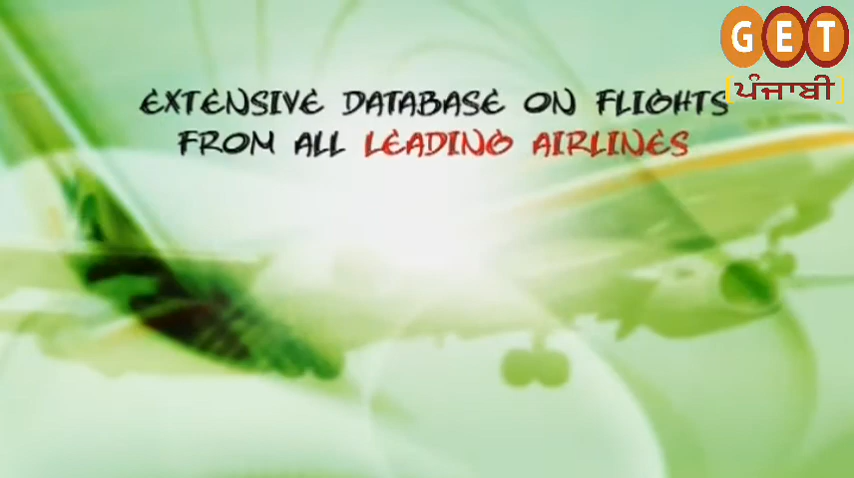 GET
[ਪੰਜਾਬੀ]
EXTENSIVE DATABASE ON FLIGHTS
FROM ALL LEADING AIRLINES